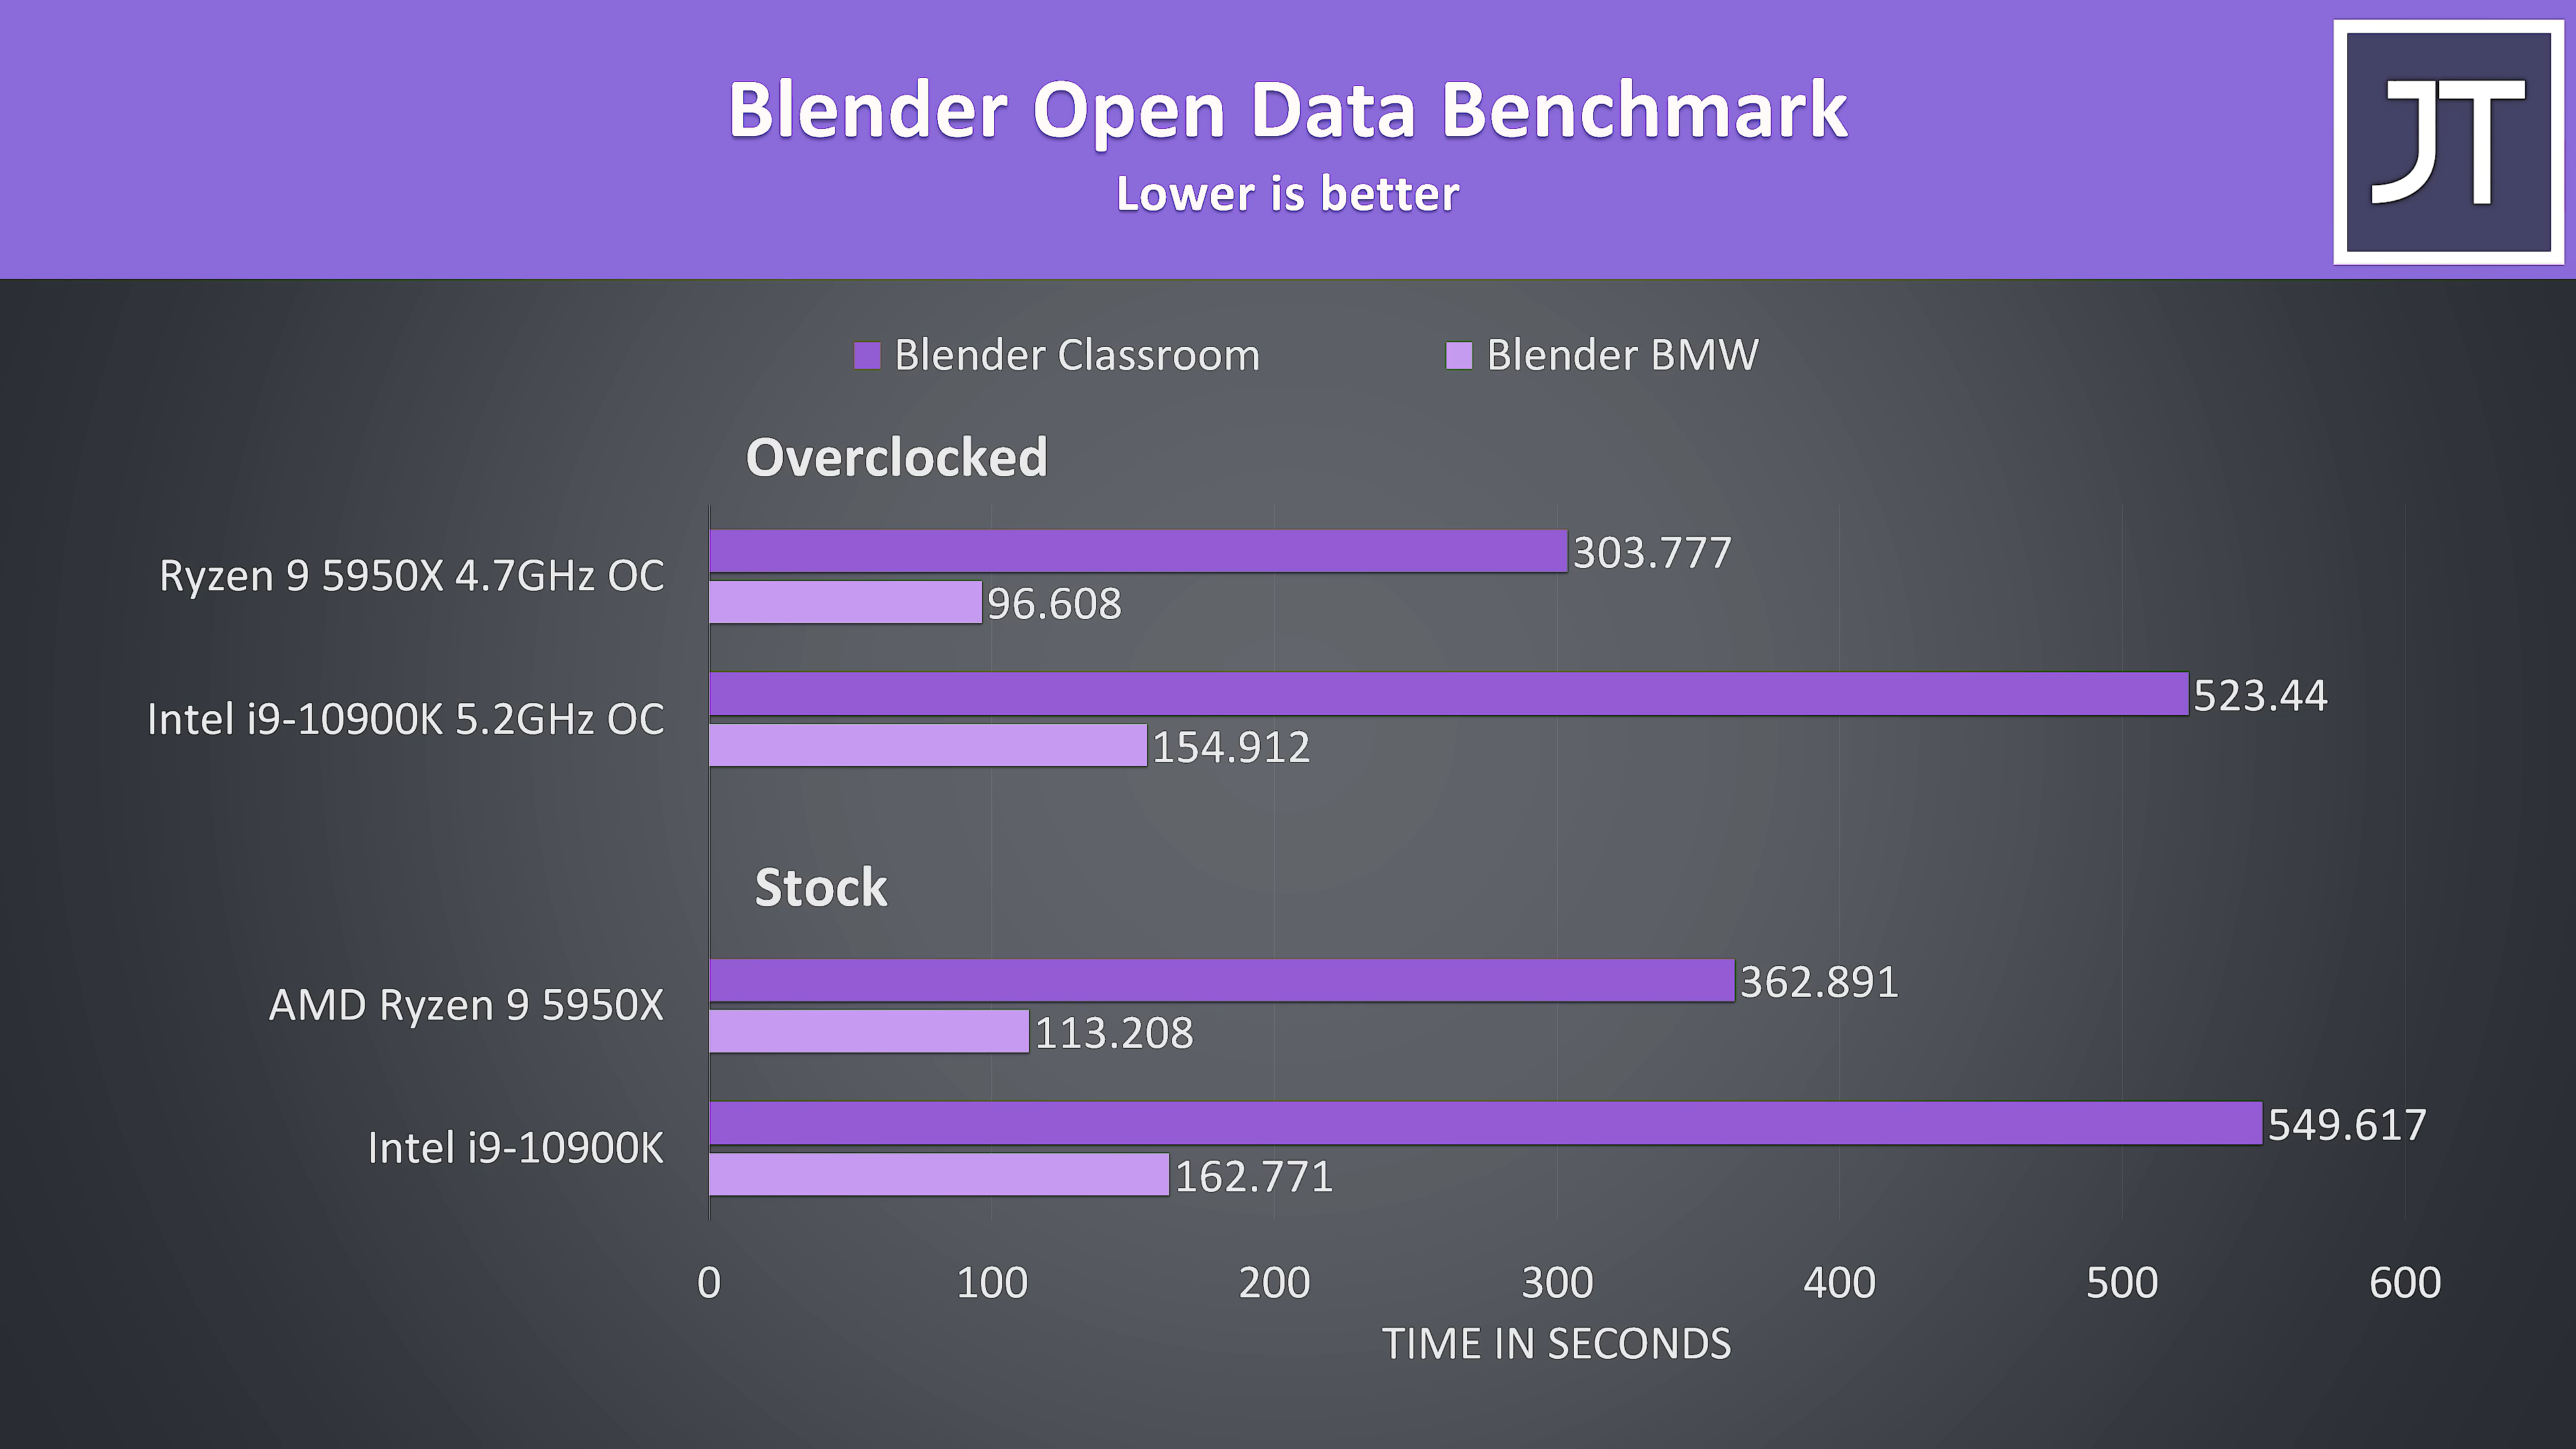 Blender Open Data Benchmark
Lower is better
JT
Blender Classroom
Blender BMW
Overclocked
Ryzen 9 5950X 4.7GHz OC
303.777
96.608
Intel i9-10900K 5.2GHz OC
523.44
154.912
Stock
AMD Ryzen 9 5950X
362.891
113.208
Intel i9-10900K
549.617
162.771
0 100 200 300 400 500 600
TIME IN SECONDS